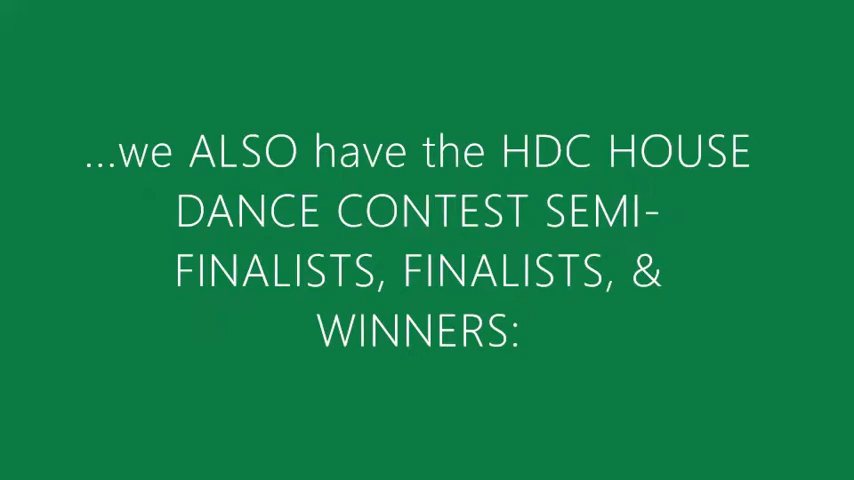 ...we ALSO have the HDC HOUSE
DANCE CONTEST SEMI-
FINALISTS, FINALISTS, &
WINNERS: